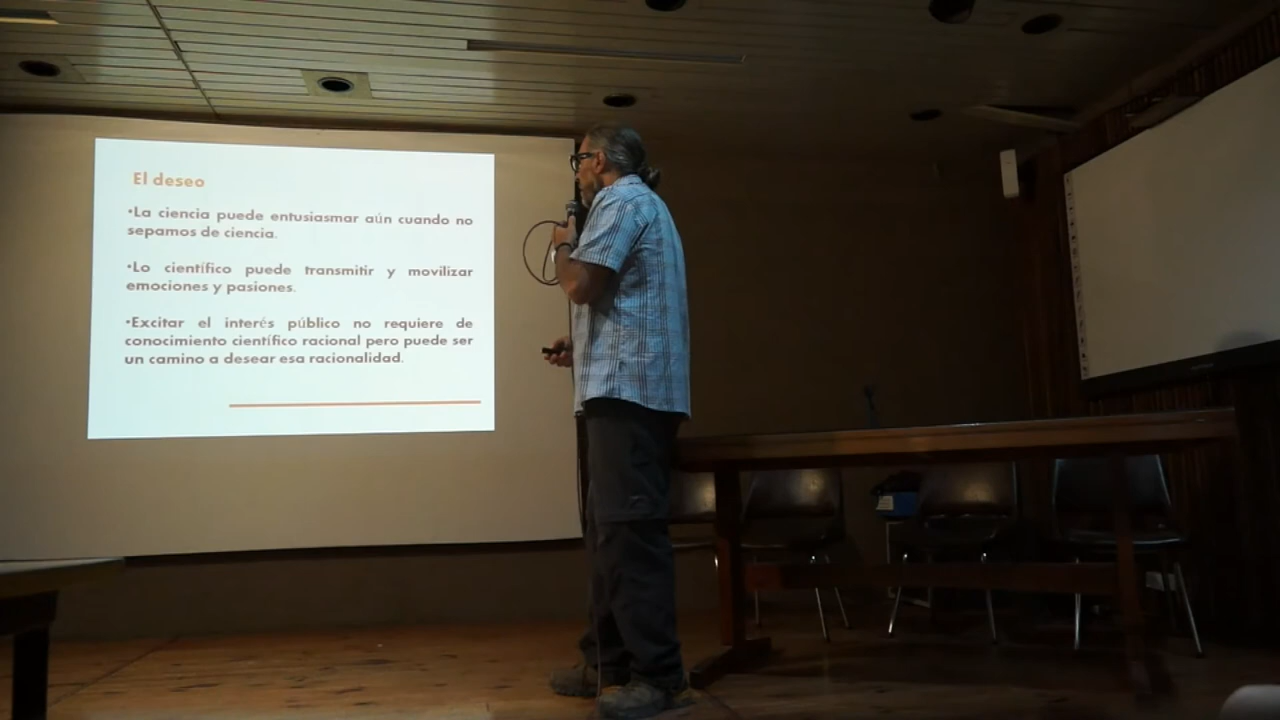 El deseo
•La ciencia puede entusiasmar aún cuando no
sepamos de ciencia.
•Lo científico puede transmitir y movilizar
emociones y pasiones.
•Excitar el interés público no requiere de
conocimiento científico racional pero puede ser
un camino a desear esa racionalidad.